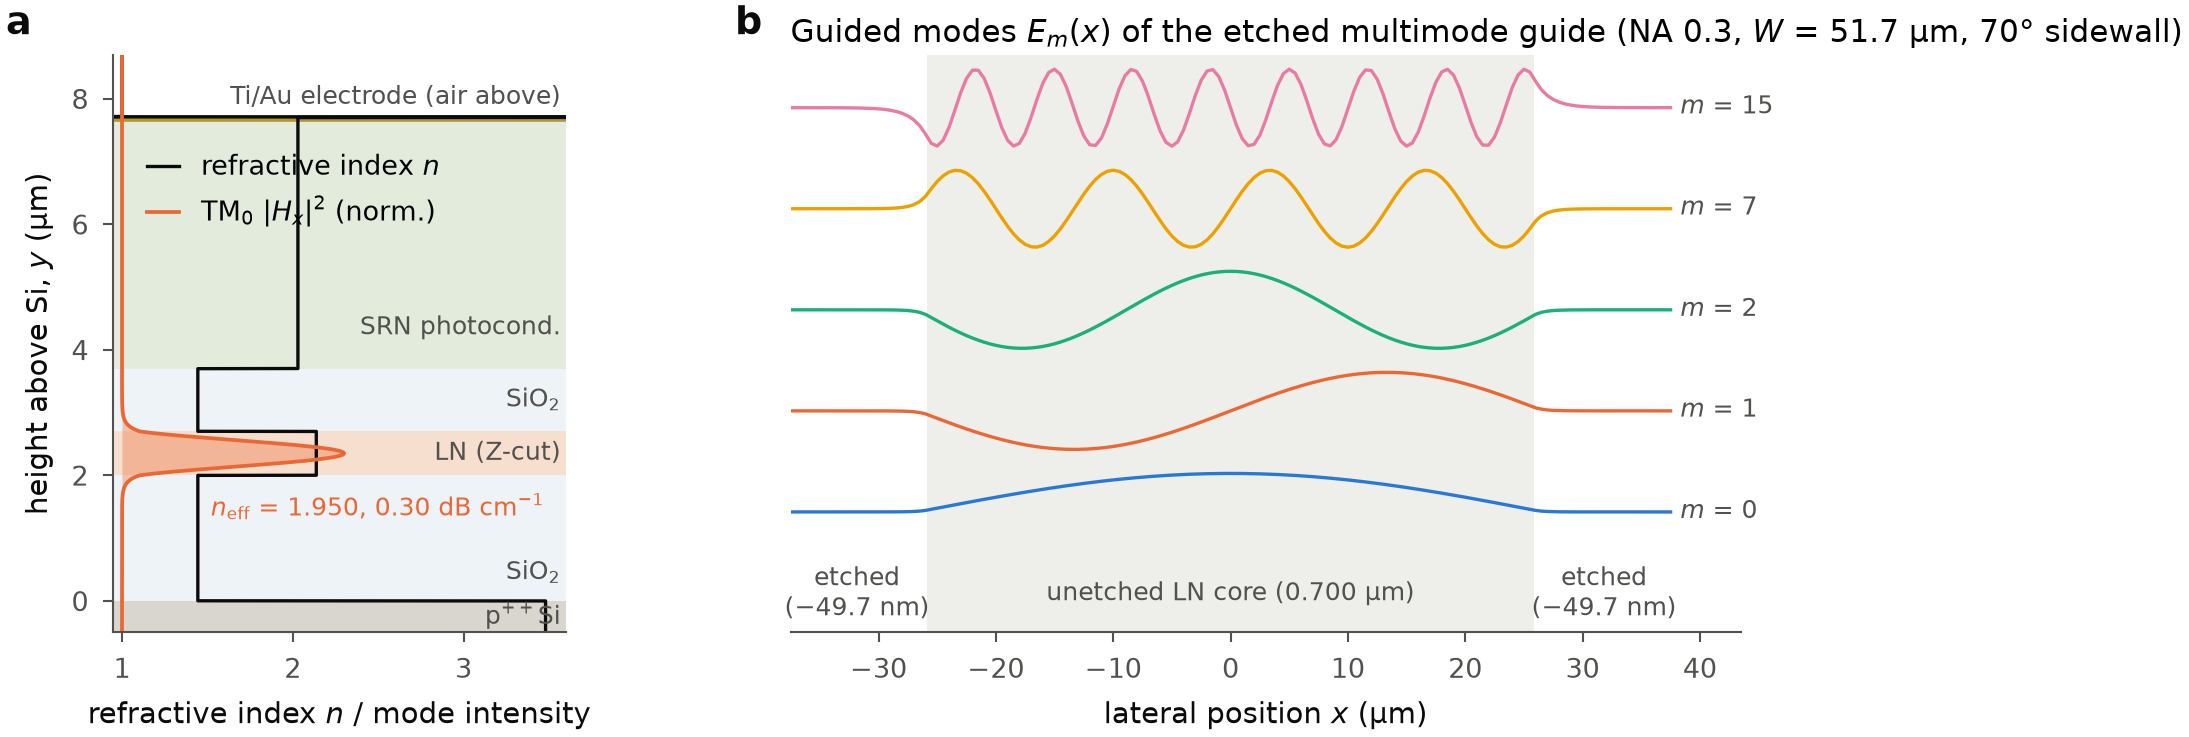 a
Ti/Au electrode (air above)
refractive index n
TM₀ |Hₓ|² (norm.)
SRN photocond.
SiO₂
LN (Z-cut)
n_eff = 1.950, 0.30 dB cm⁻¹
SiO₂
p⁺⁺Si
8
6
4
2
0
height above Si, y (µm)
1 2 3
refractive index n / mode intensity
b
Guided modes Eₘ(x) of the etched multimode guide (NA 0.3, W = 51.7 µm, 70° sidewall)
m = 15
m = 7
m = 2
m = 1
m = 0
etched
(−49.7 nm)
unetched LN core (0.700 µm)
etched
(−49.7 nm)
−30 −20 −10 0 10 20 30 40
lateral position x (µm)